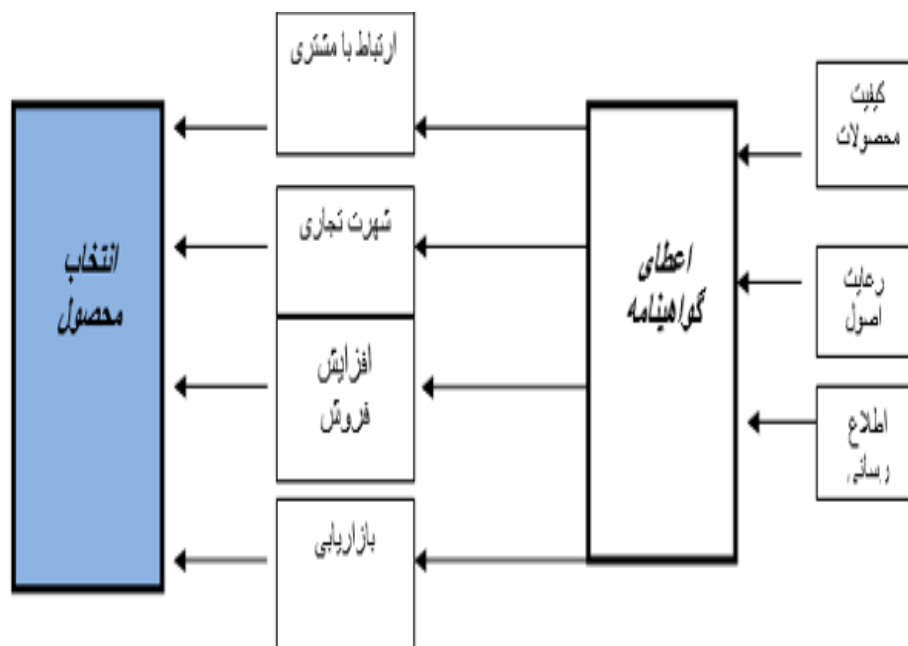 کیفیت
محصولات
رعایت
اصول
اطلاع
رسانی
اعطای
گواهینامه
ارتباط با مشتری
شهرت تجاری
افزایش
فروش
بازاریابی
انتخاب
محصول